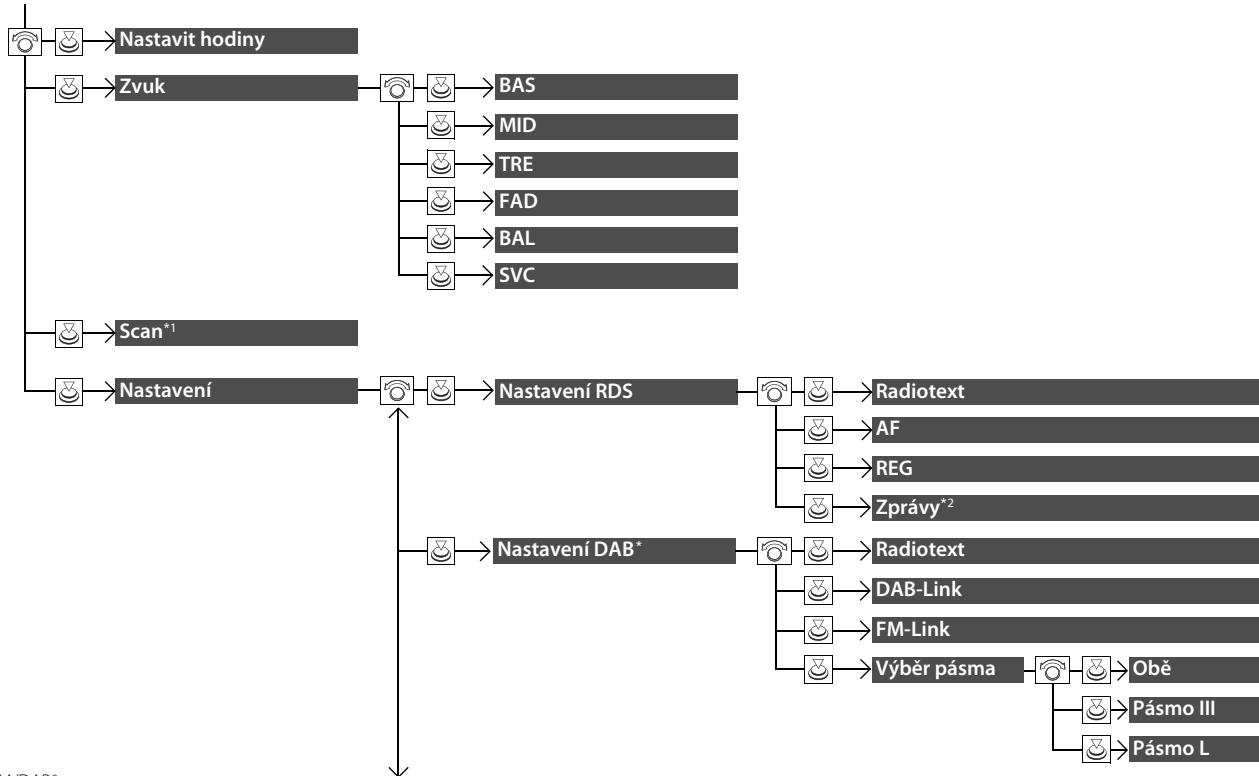 Nastavit hodiny
Zvuk
BAS
MID
TRE
FAD
BAL
SVC
Scan*1
Nastavení
Nastavení RDS
Radiotext
AF
REG
Zprávy*2
Nastavení DAB*
Radiotext
DAB-Link
FM-Link
Výběr pásma
Obě
Pásmo III
Pásmo L